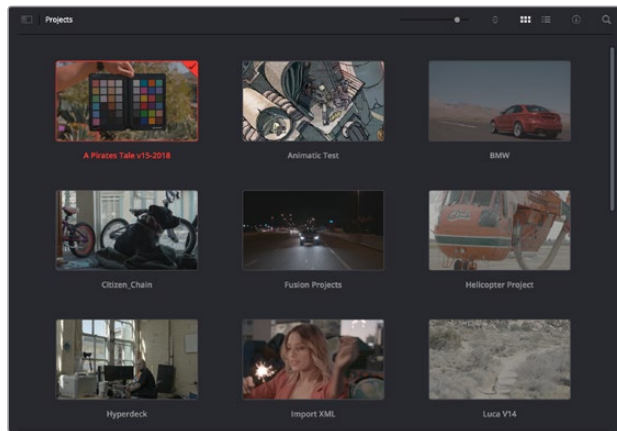 Projects
A Pirates Tale v15-2018
Animatic Test
BMW
Citizen_Chain
Fusion Projects
Helicopter Project
Hyperdeck
Import XML
Luca V14